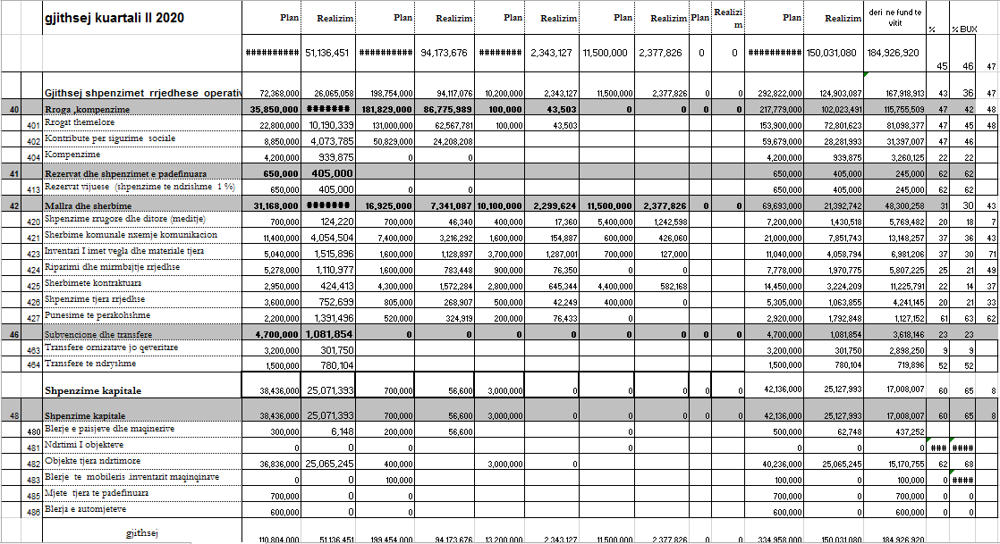 gjithsej kuartali II 2020 Plan Realizim Plan Realizim Plan Realizim Plan Realizim Plan Realizim Plan Realizim deri ne fund te vitit % % BUX
########## 51,136,451 ########## 94,173,676 ######## 2,343,127 11,500,000 2,377,826 0 0 ########## 150,031,080 184,926,920
45 46 47
Gjithsej shpenzimet rrjedhese operativ 72,368,000 26,065,058 198,754,000 94,117,076 10,200,000 2,343,127 11,500,000 2,377,826 0 0 292,822,000 124,903,087 167,918,913 43 36 47
40 Rroga ,kompenzime 35,850,000 ####### 181,829,000 86,775,989 100,000 43,503 0 0 0 0 217,779,000 102,023,491 115,755,509 47 42 48
401 Rrogat themelore 22,800,000 10,190,339 131,000,000 62,567,781 100,000 43,503 153,900,000 72,801,623 81,098,377 47 45 48
402 Kontribute per sigurime sociale 8,850,000 4,073,785 50,829,000 24,208,208 59,679,000 28,281,993 31,397,007 47 46
404 Kompenzime 4,200,000 939,875 0 0 4,200,000 939,875 3,260,125 22 22
41 Rezervat dhe shpenzimet e padefinuara 650,000 405,000 650,000 405,000 245,000 62 62
413 Rezervat vijuese (shpenzime te ndrishme 1 %) 650,000 405,000 0 0 650,000 405,000 245,000 62 62
42 Mallra dhe sherbime 31,168,000 ####### 16,925,000 7,341,087 10,100,000 2,299,624 11,500,000 2,377,826 0 0 69,693,000 21,392,742 48,300,258 31 30 43
420 Shpenzime rrugore dhe ditore (meditje) 700,000 124,220 700,000 46,340 400,000 17,360 5,400,000 1,242,598 7,200,000 1,430,518 5,769,482 20 18 7
421 Sherbime komunale nxemje komunikacion 11,400,000 4,054,504 7,400,000 3,216,292 1,600,000 154,887 600,000 426,060 21,000,000 7,851,743 13,148,257 37 36 43
423 Inventari I imet vegla dhe materiale tjera 5,040,000 1,515,896 1,600,000 1,128,897 3,700,000 1,287,001 700,000 127,000 11,040,000 4,058,794 6,981,206 37 30 71
424 Riparimi dhe mirmbajtje rrjedhse 5,278,000 1,110,977 1,600,000 783,448 900,000 76,350 0 0 7,778,000 1,970,775 5,807,225 25 21 49
425 Sherbimete kontraktuara 2,950,000 424,413 4,300,000 1,572,284 2,800,000 645,344 4,400,000 582,168 14,450,000 3,224,209 11,225,791 22 14 37
426 Shpenzime tjera rrjedhse 3,600,000 752,699 805,000 268,907 500,000 42,249 400,000 0 5,305,000 1,063,855 4,241,145 20 21 33
427 Punesime te perakohshme 2,200,000 1,391,496 520,000 324,919 200,000 76,433 0 2,920,000 1,792,848 1,127,152 61 63 62
46 Subvencione dhe transfere 4,700,000 1,081,854 0 0 0 0 0 0 0 0 4,700,000 1,081,854 3,618,146 23 23
463 Transfere ornizatave jo qeveritare 3,200,000 301,750 3,200,000 301,750 2,898,250 9 9
464 Transfere te ndryshme 1,500,000 780,104 1,500,000 780,104 719,896 52 52
Shpenzime kapitale 38,436,000 25,071,393 700,000 56,600 3,000,000 0 0 0 0 0 42,136,000 25,127,993 17,008,007 60 65 8
48 Shpenzime kapitale 38,436,000 25,071,393 700,000 56,600 3,000,000 0 0 0 0 0 42,136,000 25,127,993 17,008,007 60 65 8
480 Blerje e paisjeve dhe maqinerive 300,000 6,148 200,000 56,600 0 500,000 62,748 437,252
481 Ndrtimi I objekteve 0 0 0 0 0 0 0 ### ####
482 Objekte tjera ndrtimore 36,836,000 25,065,245 400,000 3,000,000 0 40,236,000 25,065,245 15,170,755 62 68
483 Blerje te mobileris .inventarit maqinqinave 0 0 100,000 100,000 0 100,000 0 ####
485 Mjete tjera te padefinuara 700,000 0 0 700,000 0 700,000 0 0
486 Blerja e automjeteve 600,000 0 0 600,000 0 600,000 0 0
gjithsej 110,804,000 51,136,451 199,454,000 94,173,676 13,200,000 2,343,127 11,500,000 2,377,826 0 0 334,958,000 150,031,080 184,926,920